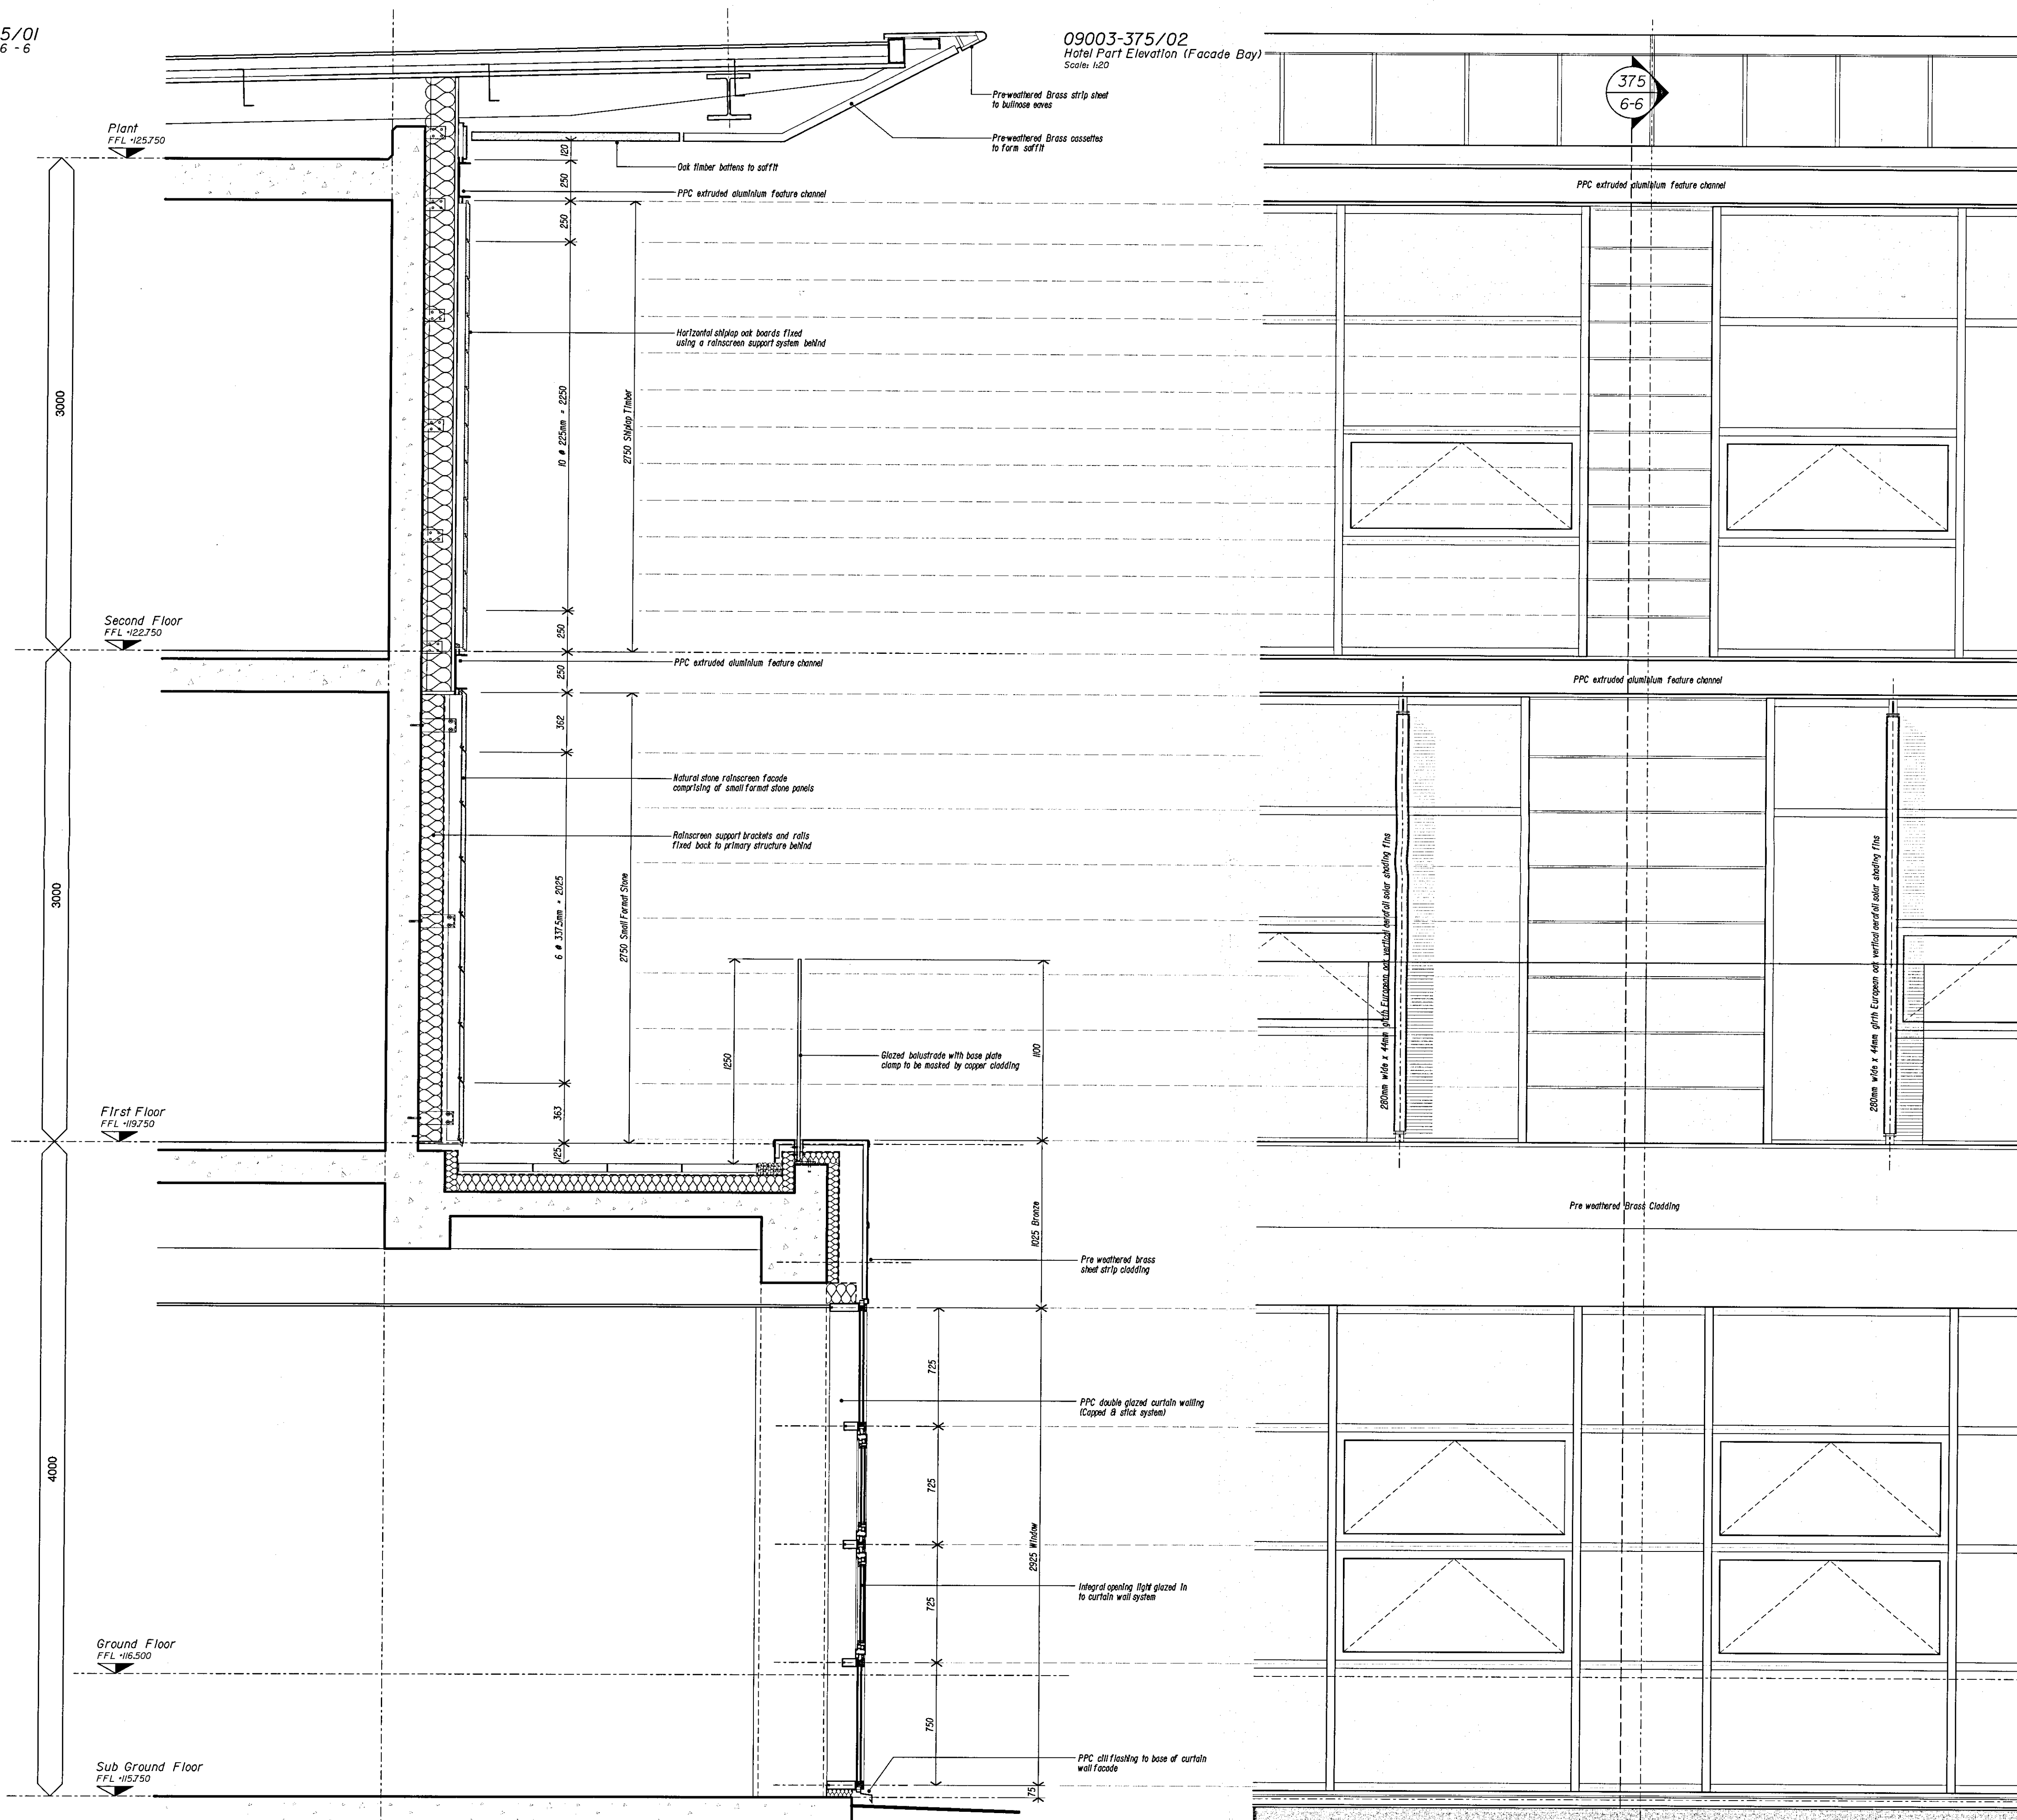 5/01
6 - 6
09003-375/02
Hotel Part Elevation (Facade Bay)
Scale: 1:20
375
6-6
Pre-weathered Brass strip sheet
to bullnose eaves
Pre-weathered Brass cassettes
to form soffit
Oak timber battens to soffit
PPC extruded aluminium feature channel
PPC extruded aluminium feature channel
Plant
FFL +125.750
120
250
250
3000
Horizontal shiplap oak boards fixed
using a rainscreen support system behind
10 @ 225mm = 2250
2750 Shiplap Timber
Second Floor
FFL +122.750
250
250
PPC extruded aluminium feature channel
PPC extruded aluminium feature channel
362
Natural stone rainscreen facade
comprising of small format stone panels
Rainscreen support brackets and rails
fixed back to primary structure behind
3000
6 @ 337.5mm = 2025
2750 Small Format Stone
280mm wide x 44mm girth European oak vertical aerofoil solar shading fins
280mm wide x 44mm girth European oak vertical aerofoil solar shading fins
1250
1100
Glazed balustrade with base plate
clamp to be masked by copper cladding
First Floor
FFL +119.750
363
125
Pre weathered Brass Cladding
1025 Bronze
Pre weathered brass
sheet strip cladding
725
PPC double glazed curtain walling
(Capped & stick system)
4000
725
2925 Window
Integral opening light glazed in
to curtain wall system
725
Ground Floor
FFL +116.500
750
Sub Ground Floor
FFL +115.750
PPC cill flashing to base of curtain
wall facade
75